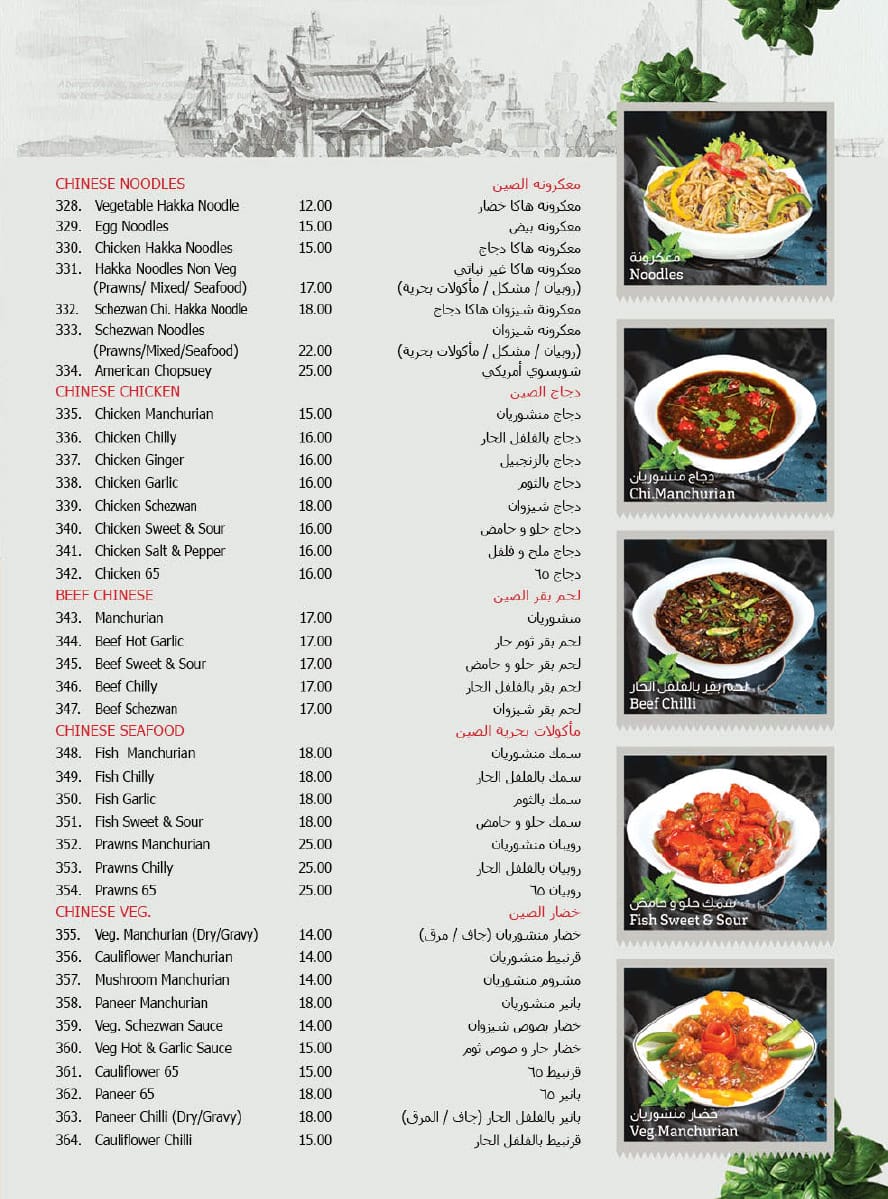 CHINESE NOODLES معكرونه الصين
328. Vegetable Hakka Noodle 12.00 معكرونه هاكا خضار
329. Egg Noodles 15.00 معكرونه بيض
330. Chicken Hakka Noodles 15.00 معكرونه هاكا دجاج
331. Hakka Noodles Non Veg معكرونه هاكا غير نباتي
(Prawns/ Mixed/ Seafood) 17.00 (روبيان / مشكل / مأكولات بحرية)
332. Schezwan Chi. Hakka Noodle 18.00 معكرونة شيزوان هاكا دجاج
333. Schezwan Noodles معكرونه شيزوان
(Prawns/Mixed/Seafood) 22.00 (روبيان / مشكل / مأكولات بحرية)
334. American Chopsuey 25.00 شوبسوي أمريكي
CHINESE CHICKEN دجاج الصين
335. Chicken Manchurian 15.00 دجاج منشوريان
336. Chicken Chilly 16.00 دجاج بالفلفل الحار
337. Chicken Ginger 16.00 دجاج بالزنجبيل
338. Chicken Garlic 16.00 دجاج بالثوم
339. Chicken Schezwan 18.00 دجاج شيزوان
340. Chicken Sweet & Sour 16.00 دجاج حلو و حامض
341. Chicken Salt & Pepper 16.00 دجاج ملح و فلفل
342. Chicken 65 16.00 دجاج ٦٥
BEEF CHINESE لحم بقر الصين
343. Manchurian 17.00 منشوريان
344. Beef Hot Garlic 17.00 لحم بقر ثوم حار
345. Beef Sweet & Sour 17.00 لحم بقر حلو و حامض
346. Beef Chilly 17.00 لحم بقر بالفلفل الحار
347. Beef Schezwan 17.00 لحم بقر شيزوان
CHINESE SEAFOOD مأكولات بحرية الصين
348. Fish Manchurian 18.00 سمك منشوريان
349. Fish Chilly 18.00 سمك بالفلفل الحار
350. Fish Garlic 18.00 سمك بالثوم
351. Fish Sweet & Sour 18.00 سمك حلو و حامض
352. Prawns Manchurian 25.00 روبيان منشوريان
353. Prawns Chilly 25.00 روبيان بالفلفل الحار
354. Prawns 65 25.00 روبيان ٦٥
CHINESE VEG. خضار الصين
355. Veg. Manchurian (Dry/Gravy) 14.00 خضار منشوريان (جاف / مرق)
356. Cauliflower Manchurian 14.00 قرنبيط منشوريان
357. Mushroom Manchurian 14.00 مشروم منشوريان
358. Paneer Manchurian 18.00 بانير منشوريان
359. Veg. Schezwan Sauce 14.00 خضار بصوص شيزوان
360. Veg Hot & Garlic Sauce 15.00 خضار حار و صوص ثوم
361. Cauliflower 65 15.00 قرنبيط ٦٥
362. Paneer 65 18.00 بانير ٦٥
363. Paneer Chilli (Dry/Gravy) 18.00 بانير بالفلفل الحار (جاف / المرق)
364. Cauliflower Chilli 15.00 قرنبيط بالفلفل الحار
معكرونة
Noodles
دجاج منشوريان
Chi.Manchurian
لحم بقر بالفلفل الحار
Beef Chilli
سمك حلو و حامض
Fish Sweet & Sour
خضار منشوريان
Veg.Manchurian